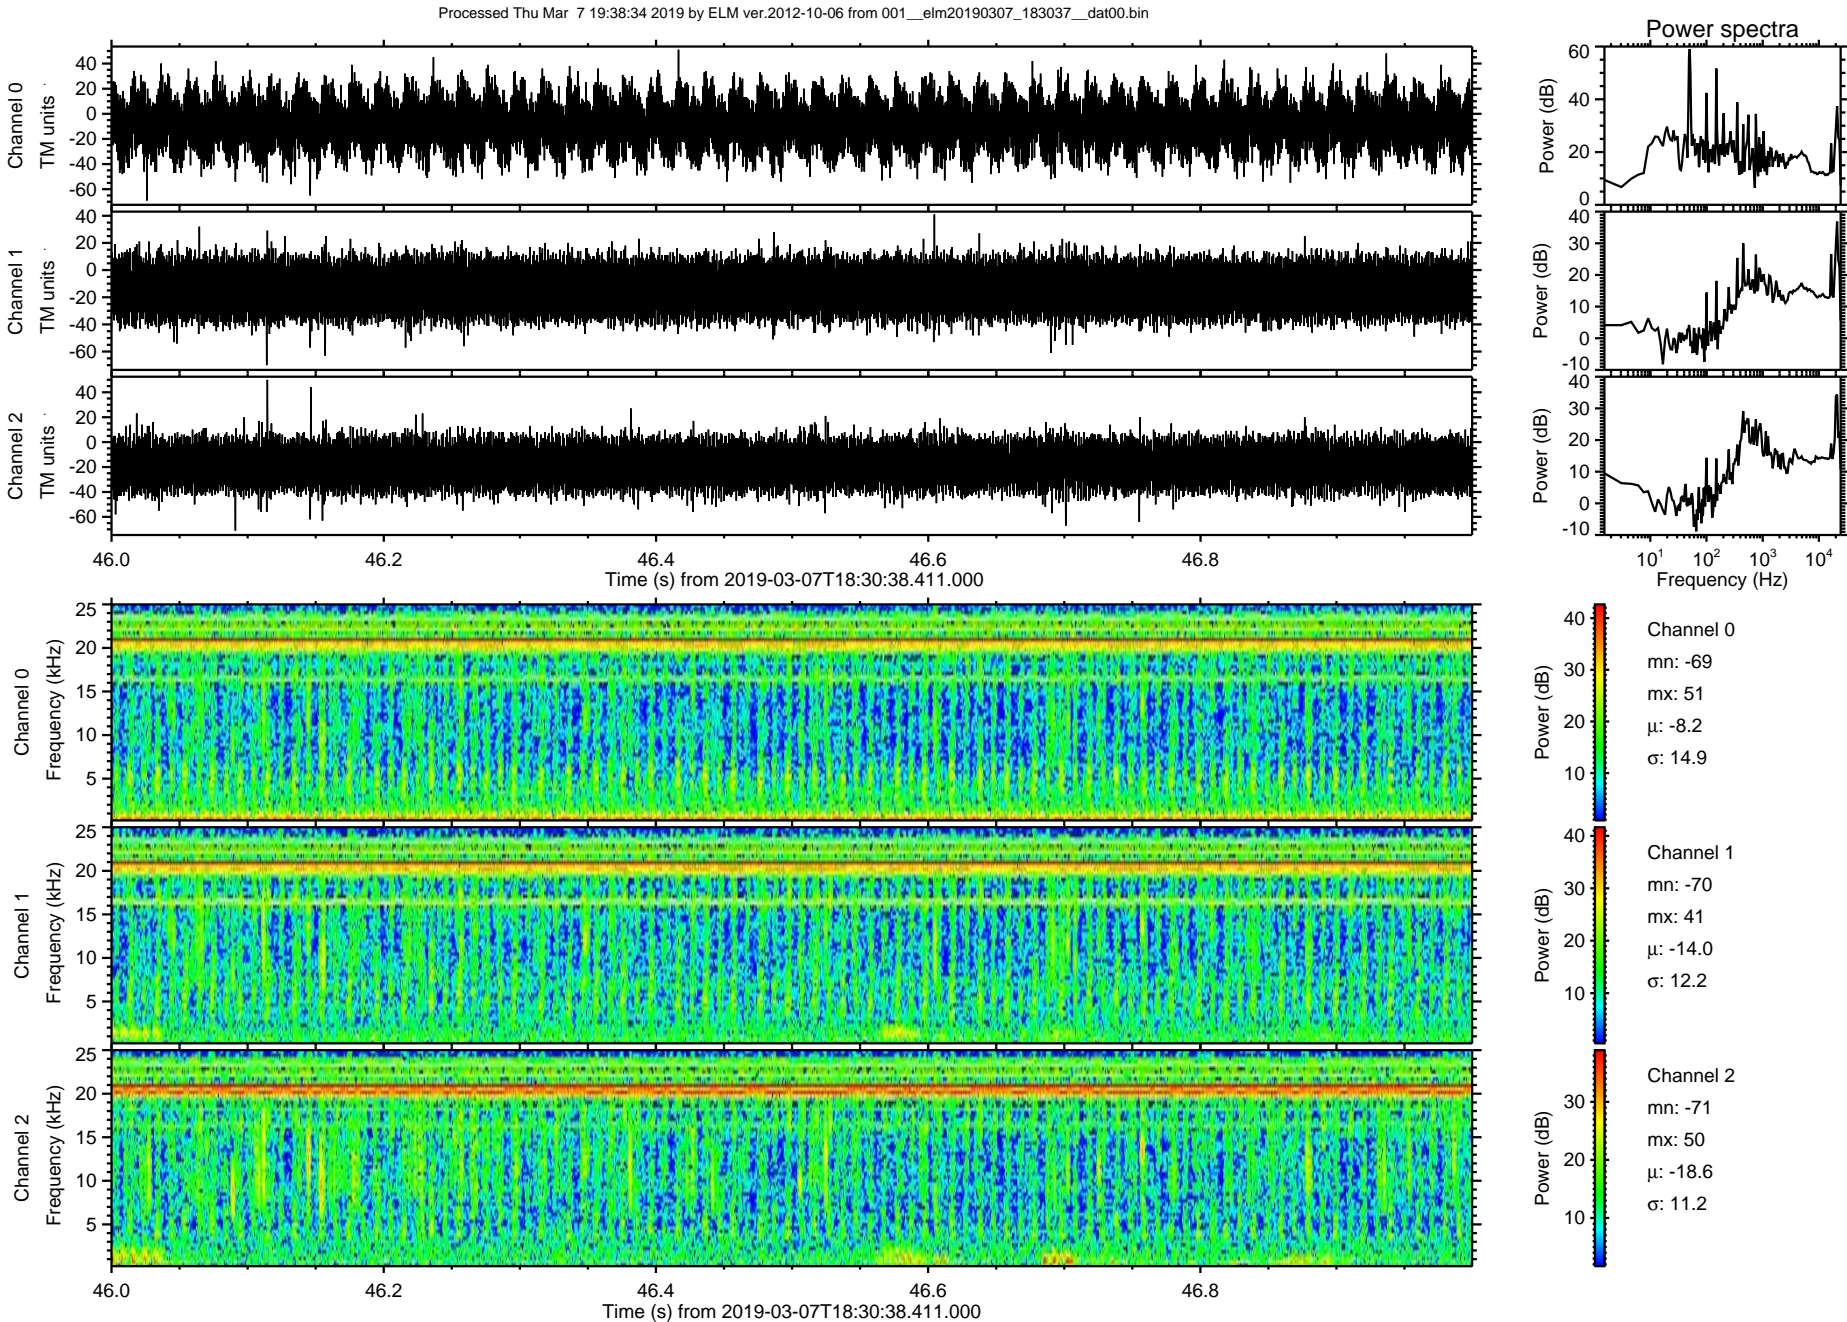 Processed Thu Mar 7 19:38:34 2019 by ELM ver.2012-10-06 from 001__elm20190307_183037__dat00.bin
Power spectra
Channel 0
TM units
40
20
0
-20
-40
-60
Power (dB)
60
40
20
0
Channel 1
TM units
40
20
0
-20
-40
-60
Power (dB)
40
30
20
10
0
-10
Channel 2
TM units
40
20
0
-20
-40
-60
Power (dB)
40
30
20
10
0
-10
46.0 46.2 46.4 46.6 46.8
Time (s) from 2019-03-07T18:30:38.411.000
10¹ 10² 10³ 10⁴
Frequency (Hz)
Channel 0
Frequency (kHz)
25
20
15
10
5
Power (dB)
40
30
20
10
Channel 0
mn: -69
mx: 51
µ: -8.2
σ: 14.9
Channel 1
Frequency (kHz)
25
20
15
10
5
Power (dB)
40
30
20
10
Channel 1
mn: -70
mx: 41
µ: -14.0
σ: 12.2
Channel 2
Frequency (kHz)
25
20
15
10
5
Power (dB)
30
20
10
Channel 2
mn: -71
mx: 50
µ: -18.6
σ: 11.2
46.0 46.2 46.4 46.6 46.8
Time (s) from 2019-03-07T18:30:38.411.000